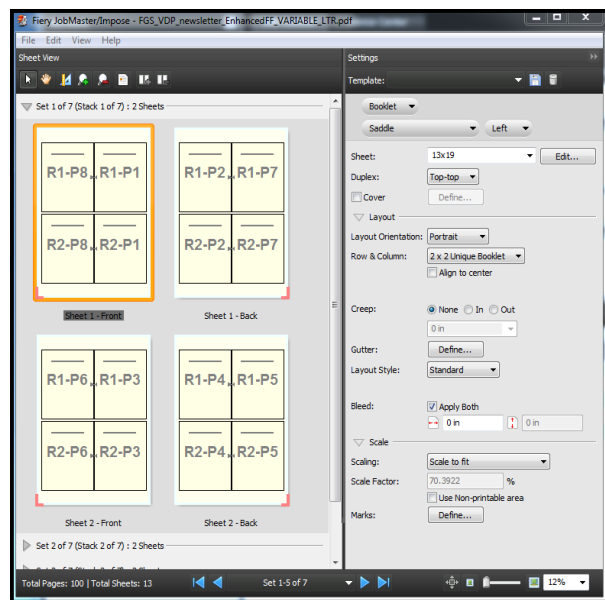 Fiery JobMaster/Impose - FGS_VDP_newsletter_EnhancedFF_VARIABLE_LTR.pdf
File Edit View Help
Sheet View
Settings
Template:
Set 1 of 7 (Stack 1 of 7) : 2 Sheets
R1-P8 R1-P1
R2-P8 R2-P1
Sheet 1 - Front
R1-P2 R1-P7
R2-P2 R2-P7
Sheet 1 - Back
R1-P6 R1-P3
R2-P6 R2-P3
Sheet 2 - Front
R1-P4 R1-P5
R2-P4 R2-P5
Sheet 2 - Back
Set 2 of 7 (Stack 2 of 7) : 2 Sheets
Booklet
Saddle Left
Sheet: 13x19 Edit...
Duplex: Top-top
Cover Define...
Layout
Layout Orientation: Portrait
Row & Column: 2 x 2 Unique Booklet
Align to center
Creep: None In Out
0 in
Gutter: Define...
Layout Style: Standard
Bleed: Apply Both
0 in 0 in
Scale
Scaling: Scale to fit
Scale Factor: 70.3922 %
Use Non-printable area
Marks: Define...
Total Pages: 100 | Total Sheets: 13
Set 1-5 of 7
12%